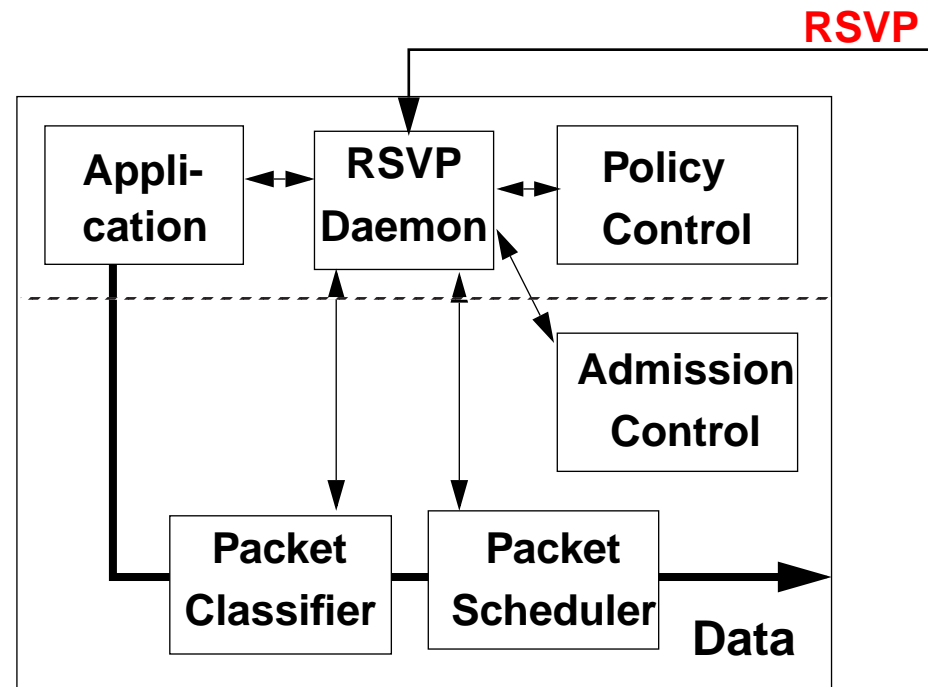 RSVP
Appli-
cation
RSVP
Daemon
Policy
Control
Admission
Control
Packet
Classifier
Packet
Scheduler
Data